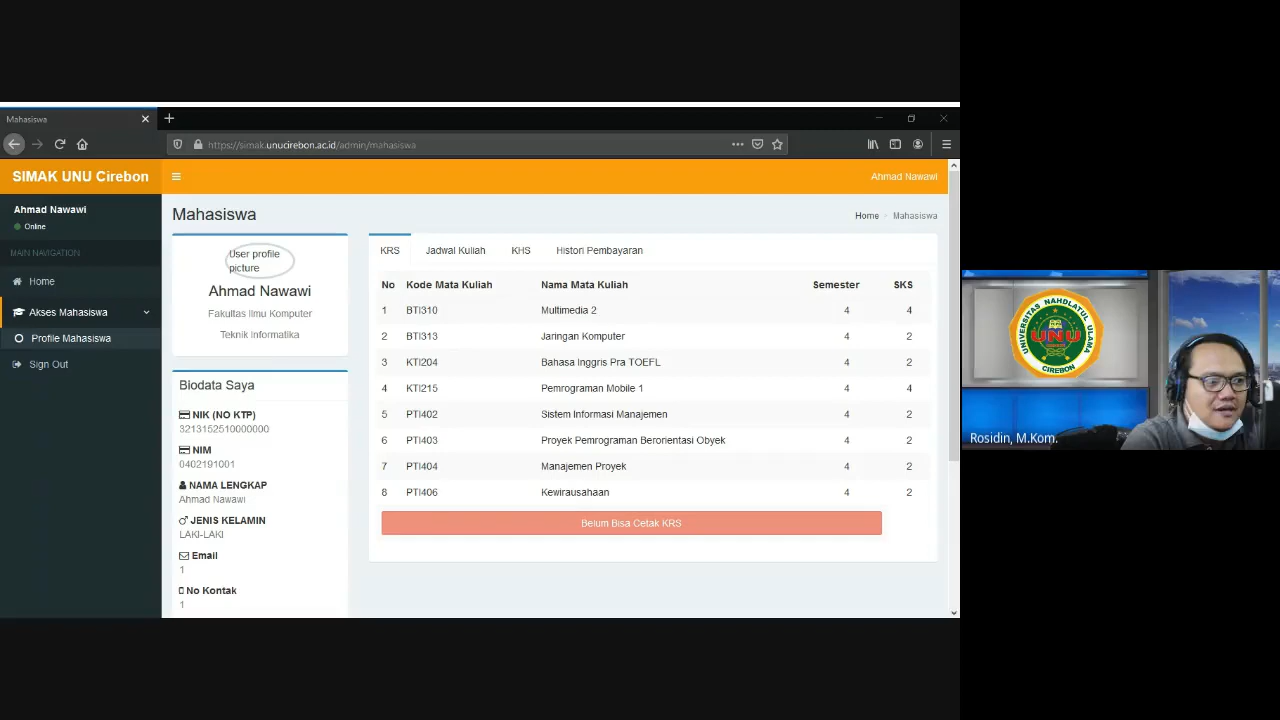 Mahasiswa
https://simak.unucirebon.ac.id/admin/mahasiswa
SIMAK UNU Cirebon
Ahmad Nawawi
Ahmad Nawawi
Online
MAIN NAVIGATION
Home
Akses Mahasiswa
Profile Mahasiswa
Sign Out
Mahasiswa
Home
Mahasiswa
User profile
picture
Ahmad Nawawi
Fakultas Ilmu Komputer
Teknik Informatika
Biodata Saya
NIK (NO KTP)
3213152510000000
NIM
0402191001
NAMA LENGKAP
Ahmad Nawawi
JENIS KELAMIN
LAKI-LAKI
Email
1
No Kontak
1
KRS Jadwal Kuliah KHS Histori Pembayaran
No Kode Mata Kuliah Nama Mata Kuliah Semester SKS
1 BTI310 Multimedia 2 4 4
2 BTI313 Jaringan Komputer 4 2
3 KTI204 Bahasa Inggris Pra TOEFL 4 2
4 KTI215 Pemrograman Mobile 1 4 4
5 PTI402 Sistem Informasi Manajemen 4 2
6 PTI403 Proyek Pemrograman Berorientasi Obyek 4 2
7 PTI404 Manajemen Proyek 4 2
8 PTI406 Kewirausahaan 4 2
Belum Bisa Cetak KRS
UNIVERSITAS NAHDLATUL ULAMA
UNU
CIREBON
Rosidin, M.Kom.